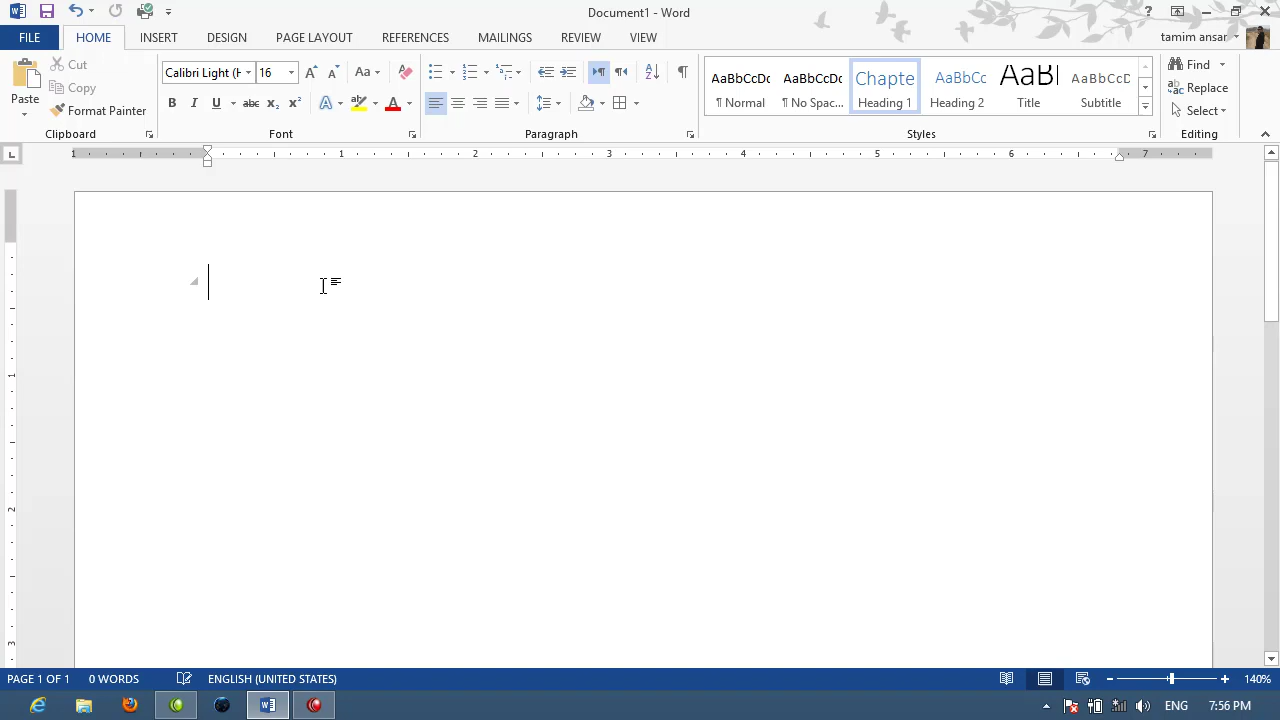 Document1 - Word
FILE
HOME
INSERT
DESIGN
PAGE LAYOUT
REFERENCES
MAILINGS
REVIEW
VIEW
tamim ansar
Paste
Cut
Copy
Format Painter
Clipboard
Calibri Light (H
16
Aa
B I U abc x₂ x²
A
A
Font
Paragraph
AaBbCcDc
¶ Normal
AaBbCcDc
¶ No Spac...
Chapte
Heading 1
AaBbCc
Heading 2
AaB
Title
AaBbCcD
Subtitle
Styles
Find
Replace
Select
Editing
L
1 1 2 3 4 5 6 7
1
2
3
PAGE 1 OF 1
0 WORDS
ENGLISH (UNITED STATES)
140%
ENG
7:56 PM